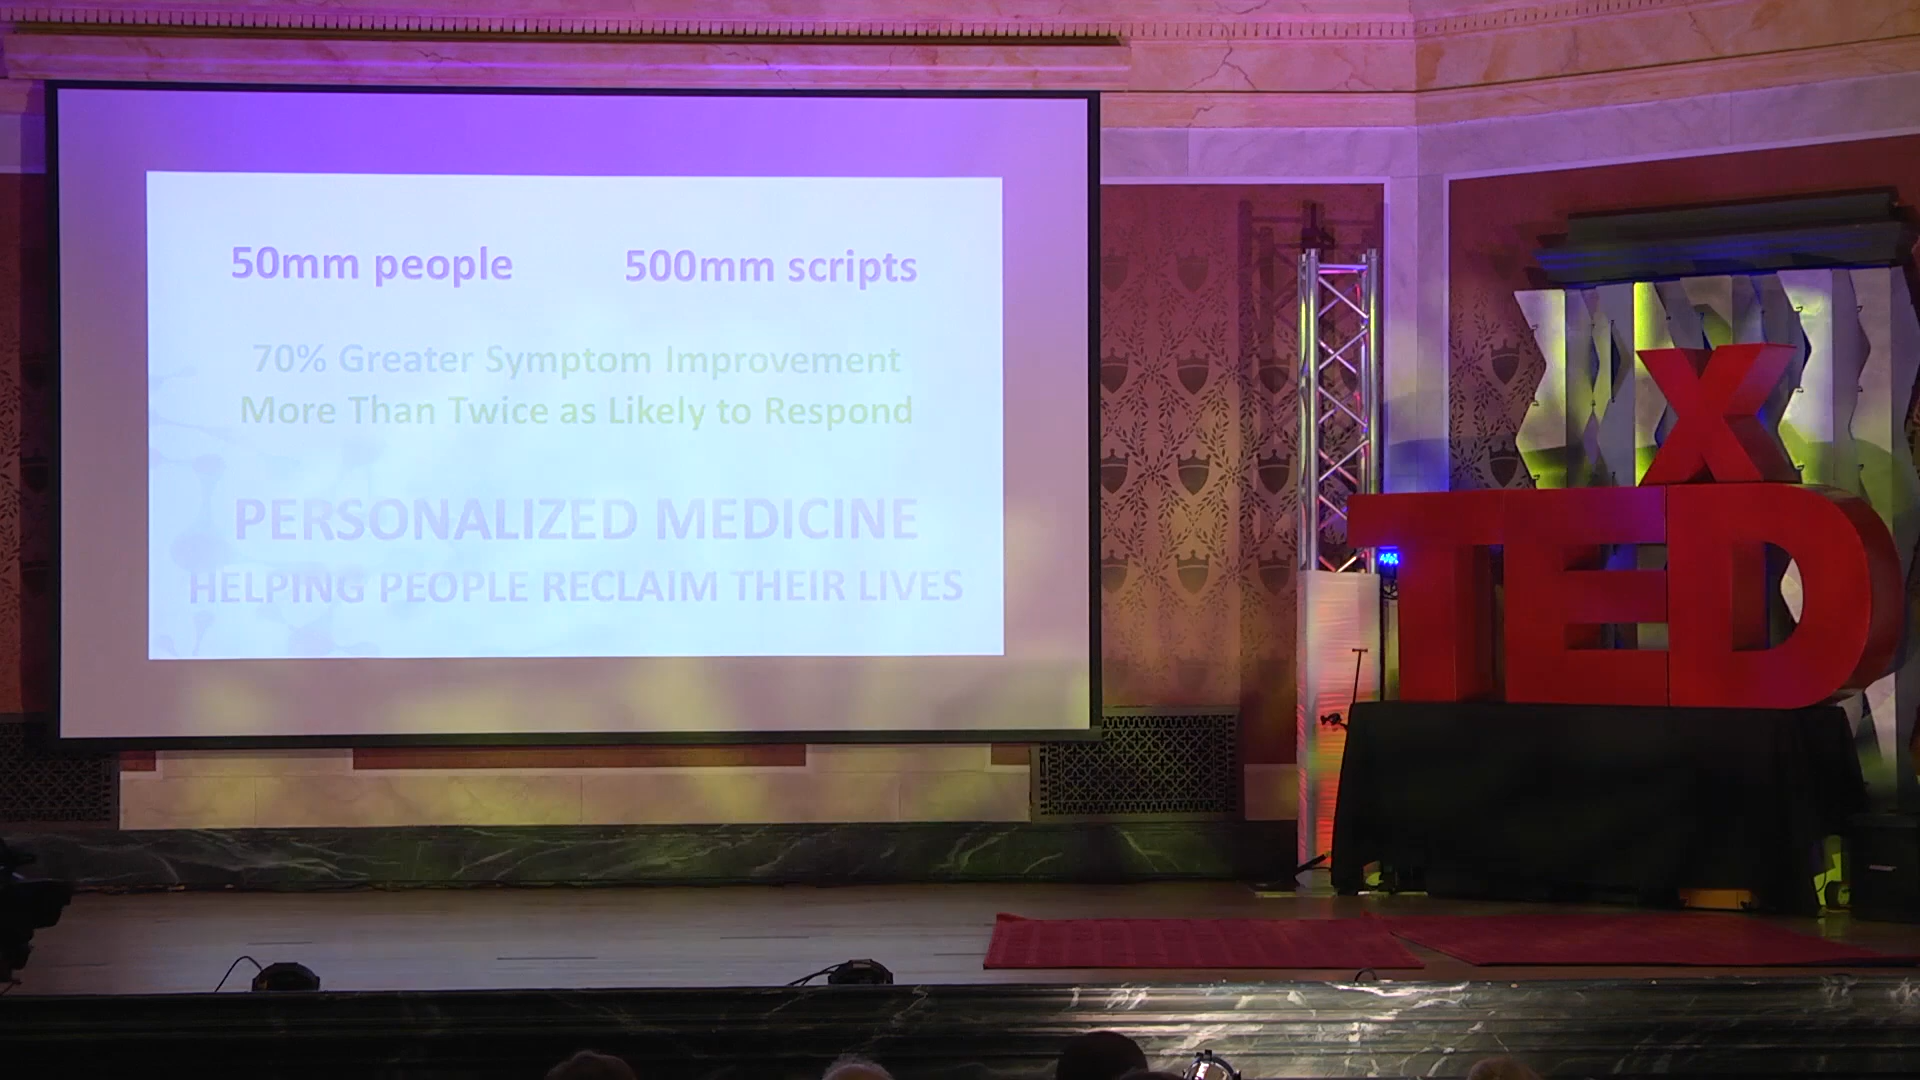 50mm people 500mm scripts
70% Greater Symptom Improvement
More Than Twice as Likely to Respond
PERSONALIZED MEDICINE
HELPING PEOPLE RECLAIM THEIR LIVES
x
TED